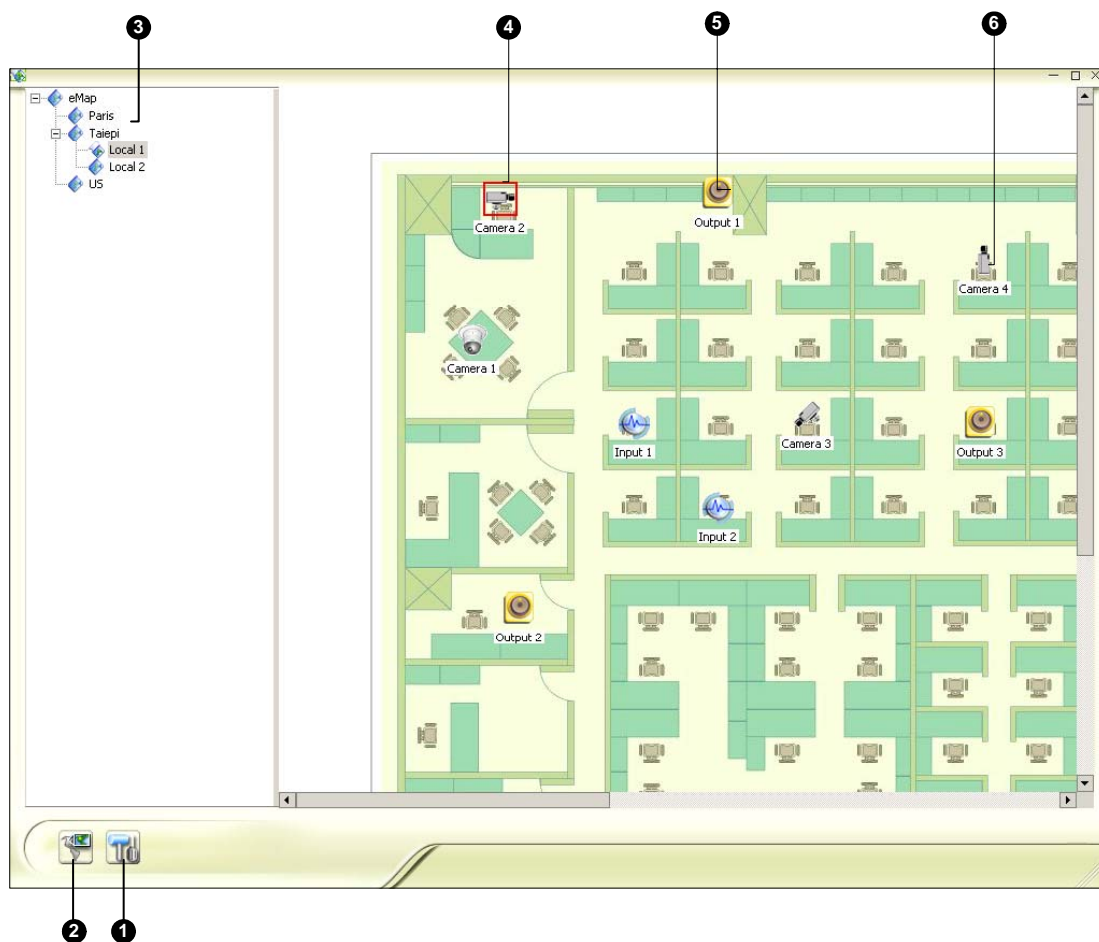 3
4
5
6
eMap
Paris
Taiepi
Local 1
Local 2
US
Camera 2
Output 1
Camera 4
Camera 1
Input 1
Camera 3
Output 3
Input 2
Output 2
2
1